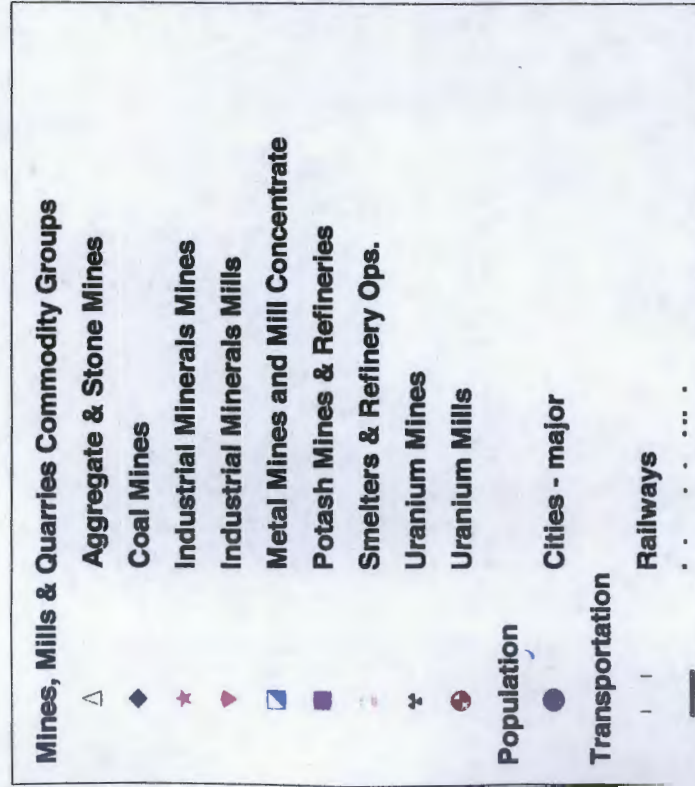 Mines, Mills & Quarries Commodity Groups
Aggregate & Stone Mines
Coal Mines
Industrial Minerals Mines
Industrial Minerals Mills
Metal Mines and Mill Concentrate
Potash Mines & Refineries
Smelters & Refinery Ops.
Uranium Mines
Uranium Mills
Population
Cities - major
Transportation
Railways